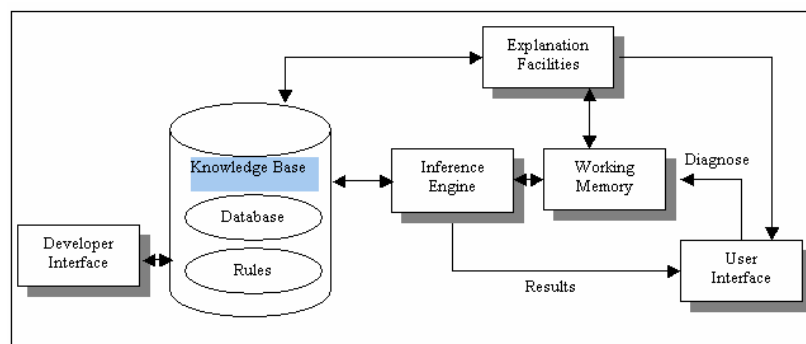 Explanation
Facilities
Knowledge Base
Inference
Engine
Working
Memory
Diagnose
Database
Developer
Interface
Rules
User
Interface
Results